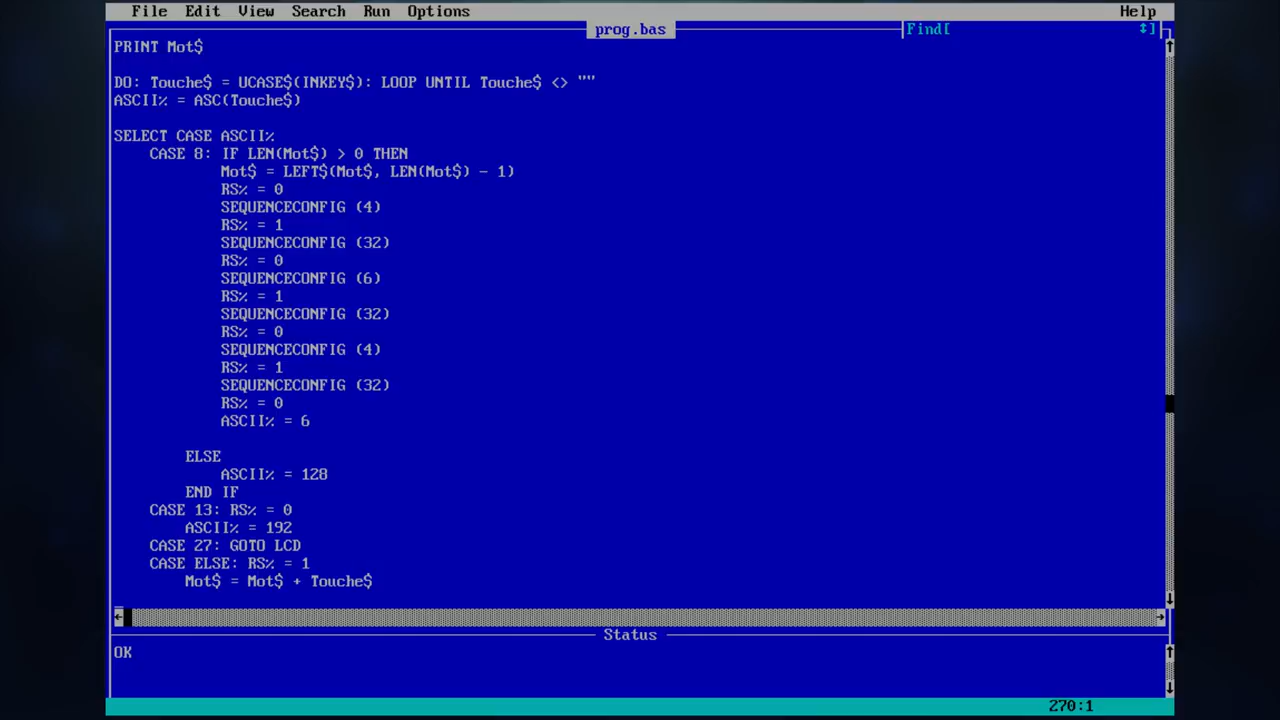 File Edit View Search Run Options Help
prog.bas
Find[ ↕]
PRINT Mot$
DO: Touche$ = UCASE$(INKEY$): LOOP UNTIL Touche$ <> ""
ASCII% = ASC(Touche$)
SELECT CASE ASCII%
CASE 8: IF LEN(Mot$) > 0 THEN
Mot$ = LEFT$(Mot$, LEN(Mot$) - 1)
RS% = 0
SEQUENCECONFIG (4)
RS% = 1
SEQUENCECONFIG (32)
RS% = 0
SEQUENCECONFIG (6)
RS% = 1
SEQUENCECONFIG (32)
RS% = 0
SEQUENCECONFIG (4)
RS% = 1
SEQUENCECONFIG (32)
RS% = 0
ASCII% = 6
ELSE
ASCII% = 128
END IF
CASE 13: RS% = 0
ASCII% = 192
CASE 27: GOTO LCD
CASE ELSE: RS% = 1
Mot$ = Mot$ + Touche$
Status
OK
270:1